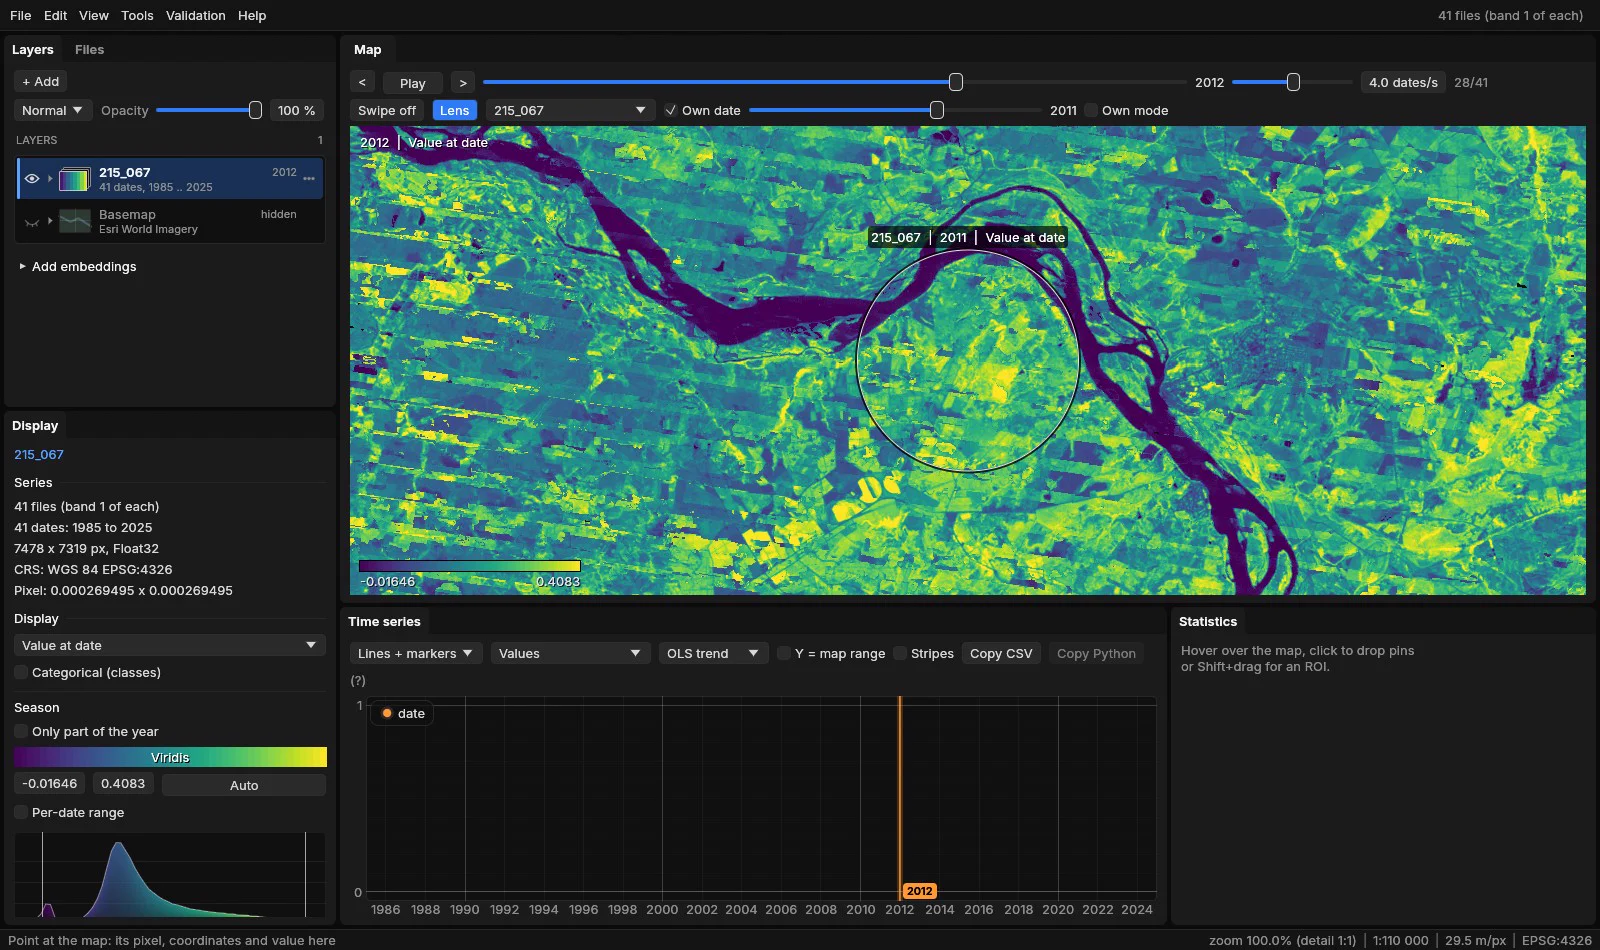 File Edit View Tools Validation Help
41 files (band 1 of each)
Layers Files
+ Add
Normal Opacity 100 %
LAYERS 1
215_067 2012
41 dates, 1985 .. 2025
Basemap hidden
Esri World Imagery
Add embeddings
Display
215_067
Series
41 files (band 1 of each)
41 dates: 1985 to 2025
7478 x 7319 px, Float32
CRS: WGS 84 EPSG:4326
Pixel: 0.000269495 x 0.000269495
Display
Value at date
Categorical (classes)
Season
Only part of the year
Viridis
-0.01646 0.4083 Auto
Per-date range
Map
< Play > 2012 4.0 dates/s 28/41
Swipe off Lens 215_067 Own date 2011 Own mode
2012 | Value at date
215_067 | 2011 | Value at date
-0.01646 0.4083
Time series
Lines + markers Values OLS trend Y = map range Stripes Copy CSV Copy Python
(?)
1
date
0
2012
1986 1988 1990 1992 1994 1996 1998 2000 2002 2004 2006 2008 2010 2012 2014 2016 2018 2020 2022 2024
Statistics
Hover over the map, click to drop pins
or Shift+drag for an ROI.
Point at the map: its pixel, coordinates and value here
zoom 100.0% (detail 1:1) | 1:110 000 | 29.5 m/px | EPSG:4326